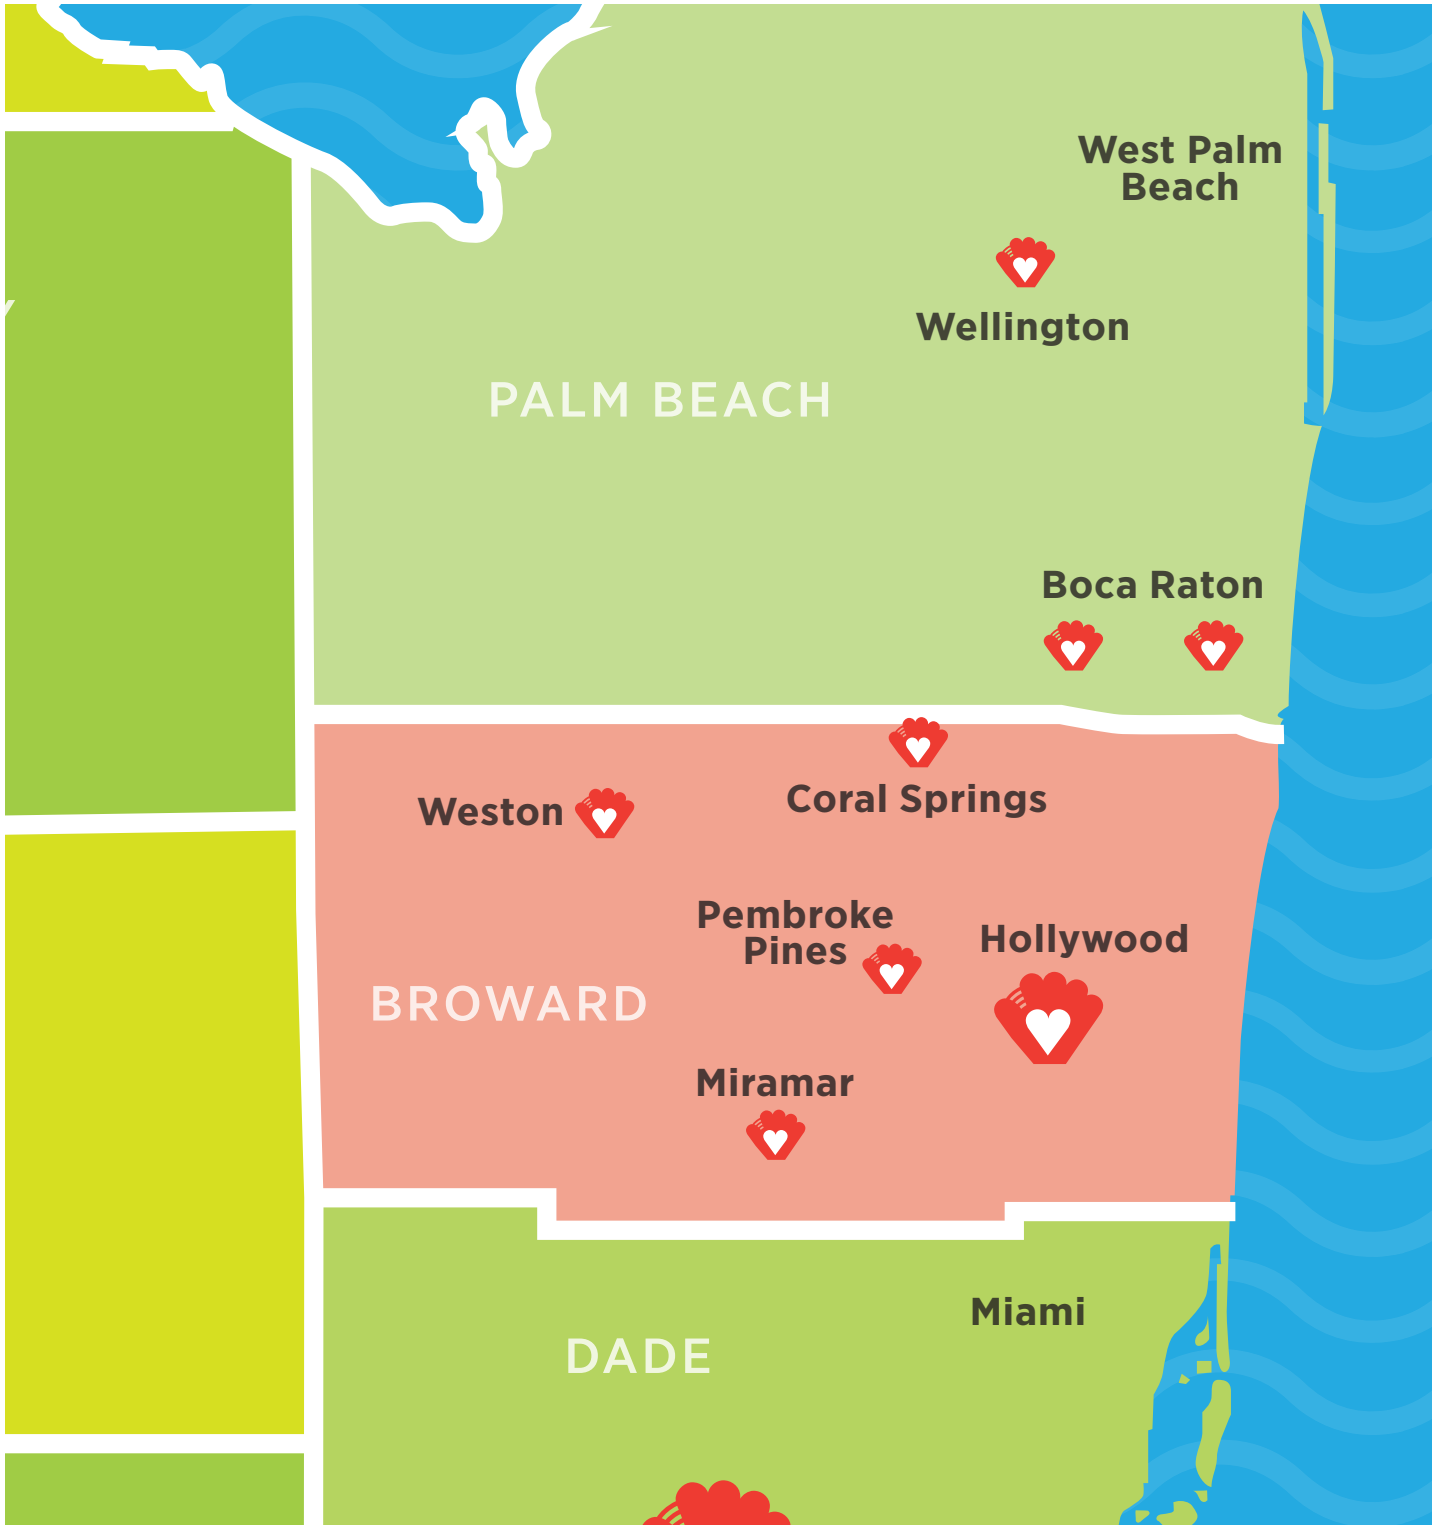 West Palm
Beach
Wellington
PALM BEACH
Boca Raton
Weston
Coral Springs
Pembroke
Pines
Hollywood
BROWARD
Miramar
Miami
DADE